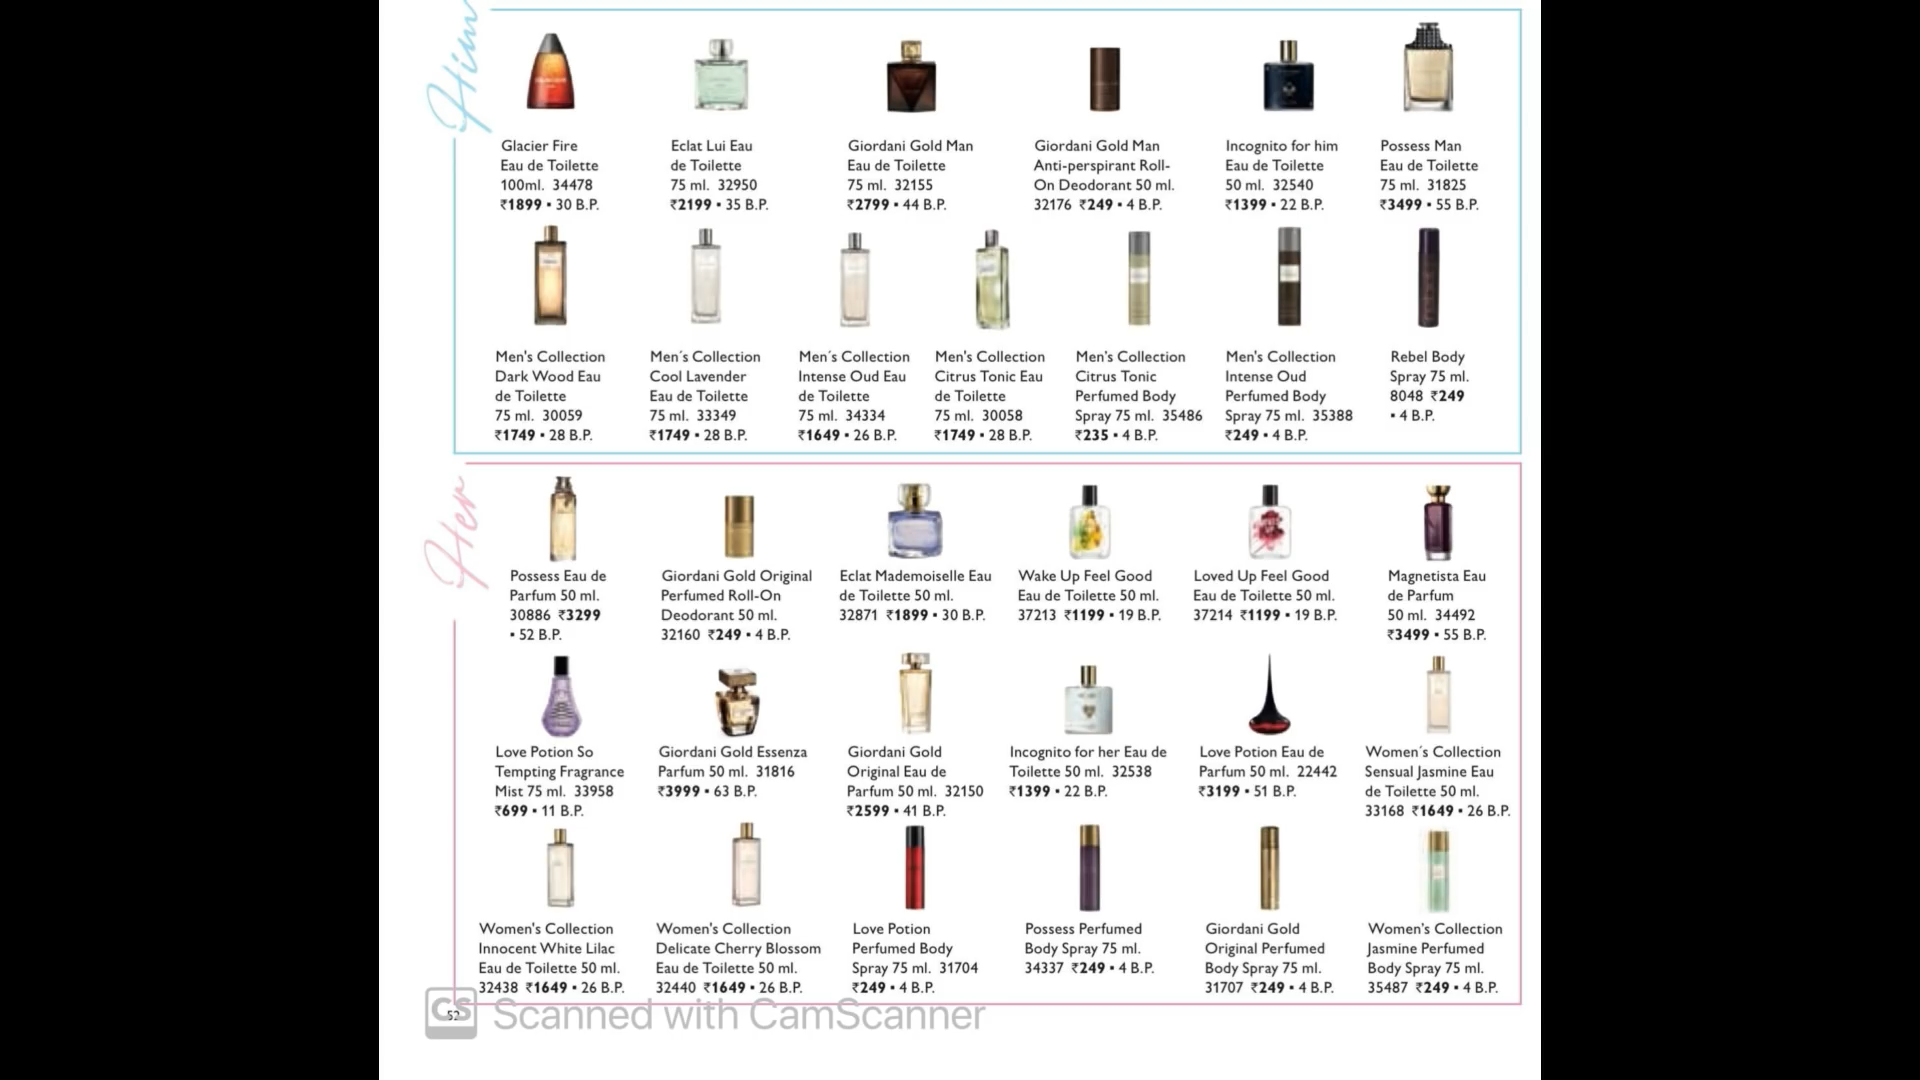 Him
Glacier Fire
Eau de Toilette
100ml. 34478
₹1899 • 30 B.P.
Eclat Lui Eau
de Toilette
75 ml. 32950
₹2199 • 35 B.P.
Giordani Gold Man
Eau de Toilette
75 ml. 32155
₹2799 • 44 B.P.
Giordani Gold Man
Anti-perspirant Roll-
On Deodorant 50 ml.
32176 ₹249 • 4 B.P.
Incognito for him
Eau de Toilette
50 ml. 32540
₹1399 • 22 B.P.
Possess Man
Eau de Toilette
75 ml. 31825
₹3499 • 55 B.P.
Men's Collection
Dark Wood Eau
de Toilette
75 ml. 30059
₹1749 • 28 B.P.
Men´s Collection
Cool Lavender
Eau de Toilette
75 ml. 33349
₹1749 • 28 B.P.
Men´s Collection
Intense Oud Eau
de Toilette
75 ml. 34334
₹1649 • 26 B.P.
Men's Collection
Citrus Tonic Eau
de Toilette
75 ml. 30058
₹1749 • 28 B.P.
Men's Collection
Citrus Tonic
Perfumed Body
Spray 75 ml. 35486
₹235 • 4 B.P.
Men's Collection
Intense Oud
Perfumed Body
Spray 75 ml. 35388
₹249 • 4 B.P.
Rebel Body
Spray 75 ml.
8048 ₹249
• 4 B.P.
Her
Possess Eau de
Parfum 50 ml.
30886 ₹3299
• 52 B.P.
Giordani Gold Original
Perfumed Roll-On
Deodorant 50 ml.
32160 ₹249 • 4 B.P.
Eclat Mademoiselle Eau
de Toilette 50 ml.
32871 ₹1899 • 30 B.P.
Wake Up Feel Good
Eau de Toilette 50 ml.
37213 ₹1199 • 19 B.P.
Loved Up Feel Good
Eau de Toilette 50 ml.
37214 ₹1199 • 19 B.P.
Magnetista Eau
de Parfum
50 ml. 34492
₹3499 • 55 B.P.
Love Potion So
Tempting Fragrance
Mist 75 ml. 33958
₹699 • 11 B.P.
Giordani Gold Essenza
Parfum 50 ml. 31816
₹3999 • 63 B.P.
Giordani Gold
Original Eau de
Parfum 50 ml. 32150
₹2599 • 41 B.P.
Incognito for her Eau de
Toilette 50 ml. 32538
₹1399 • 22 B.P.
Love Potion Eau de
Parfum 50 ml. 22442
₹3199 • 51 B.P.
Women´s Collection
Sensual Jasmine Eau
de Toilette 50 ml.
33168 ₹1649 • 26 B.P.
Women's Collection
Innocent White Lilac
Eau de Toilette 50 ml.
32438 ₹1649 • 26 B.P.
Women's Collection
Delicate Cherry Blossom
Eau de Toilette 50 ml.
32440 ₹1649 • 26 B.P.
Love Potion
Perfumed Body
Spray 75 ml. 31704
₹249 • 4 B.P.
Possess Perfumed
Body Spray 75 ml.
34337 ₹249 • 4 B.P.
Giordani Gold
Original Perfumed
Body Spray 75 ml.
31707 ₹249 • 4 B.P.
Women's Collection
Jasmine Perfumed
Body Spray 75 ml.
35487 ₹249 • 4 B.P.
52
CS Scanned with CamScanner